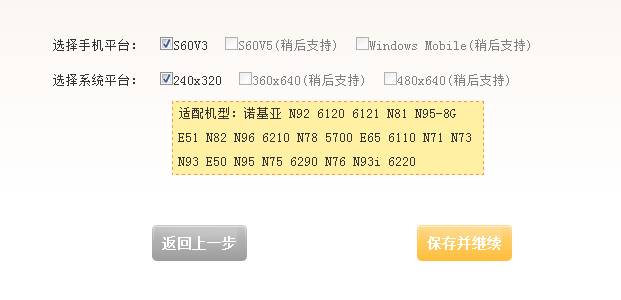 选择手机平台： S60V3 S60V5(稍后支持) Windows Mobile(稍后支持)
选择系统平台： 240x320 360x640(稍后支持) 480x640(稍后支持)
适配机型：诺基亚 N92 6120 6121 N81 N95-8G
E51 N82 N96 6210 N78 5700 E65 6110 N71 N73
N93 E50 N95 N75 6290 N76 N93i 6220
返回上一步 保存并继续